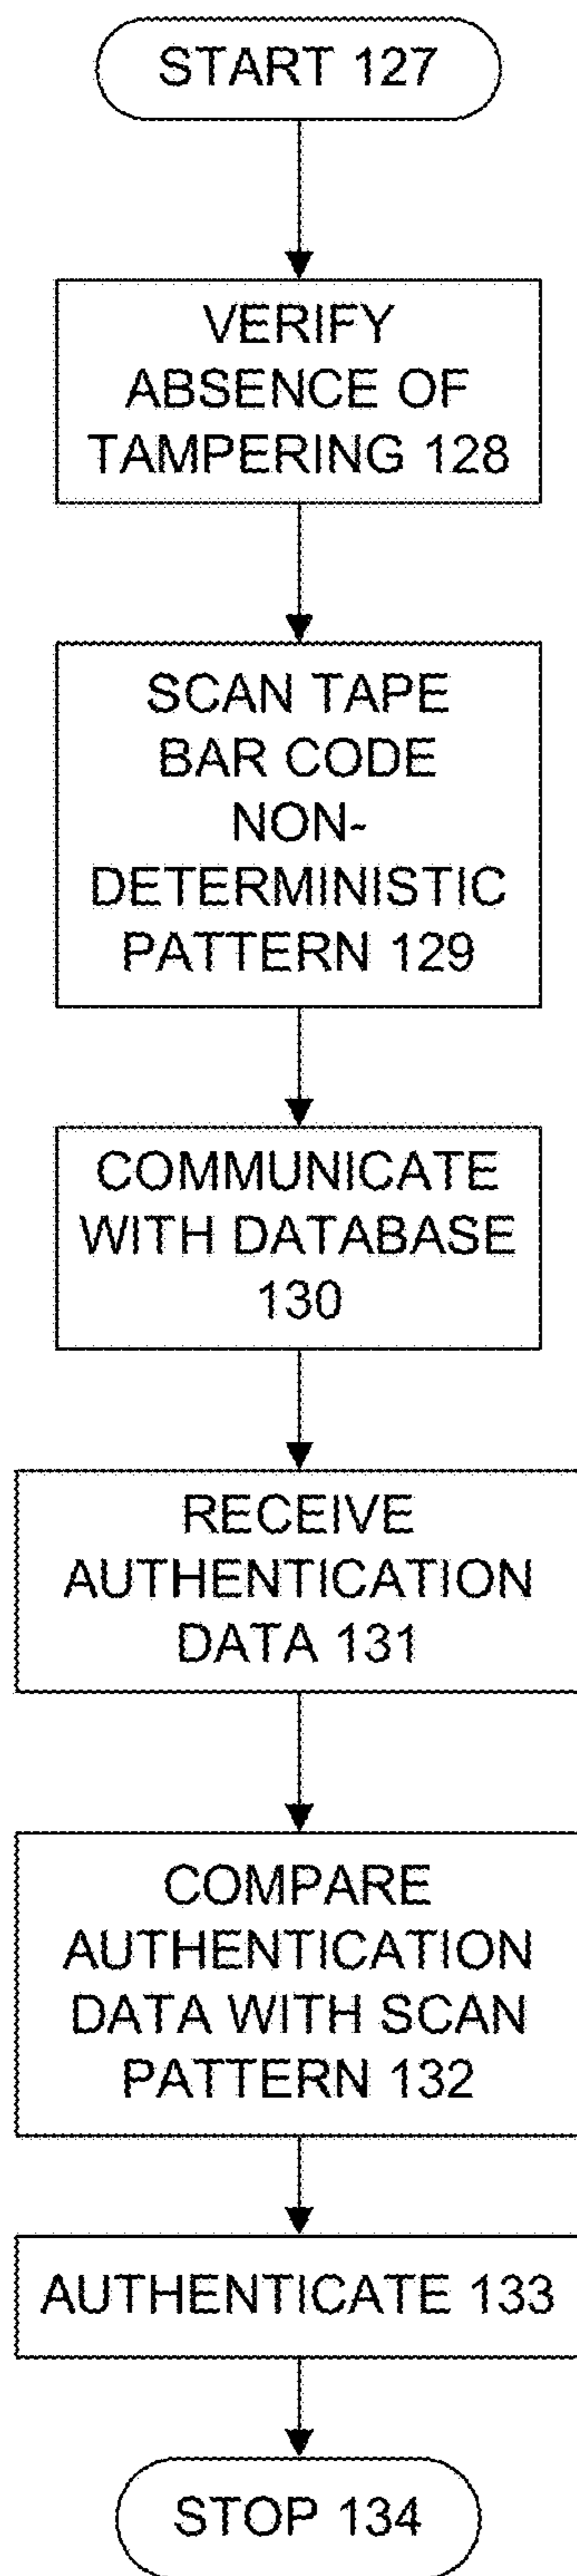 START 127
VERIFY
ABSENCE OF
TAMPERING 128
SCAN TAPE
BAR CODE
NON-
DETERMINISTIC
PATTERN 129
COMMUNICATE
WITH DATABASE
130
RECEIVE
AUTHENTICATION
DATA 131
COMPARE
AUTHENTICATION
DATA WITH SCAN
PATTERN 132
AUTHENTICATE 133
STOP 134